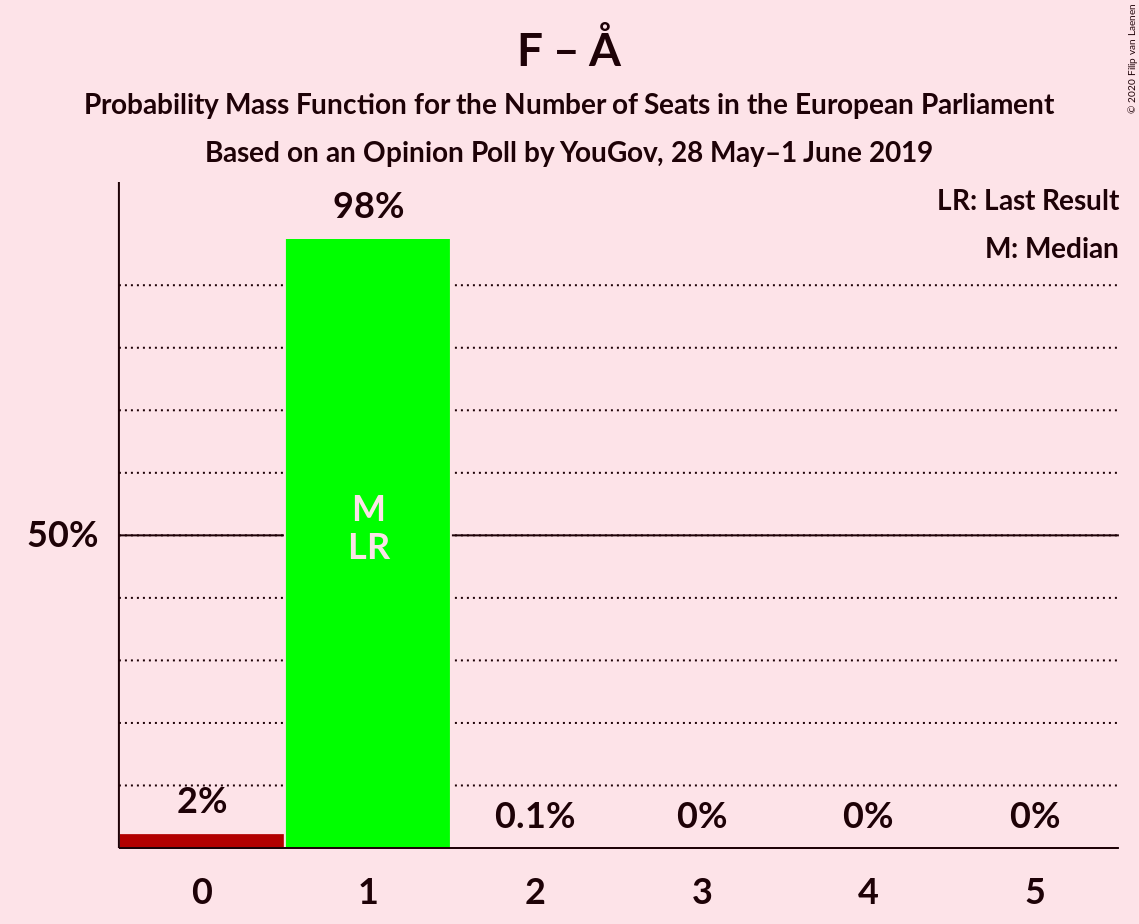 F – Å
Probability Mass Function for the Number of Seats in the European Parliament
Based on an Opinion Poll by YouGov, 28 May–1 June 2019
© 2020 Filip van Laenen
LR: Last Result
M: Median
98%
50%
M
LR
2%
0.1%
0%
0%
0%
0
1
2
3
4
5